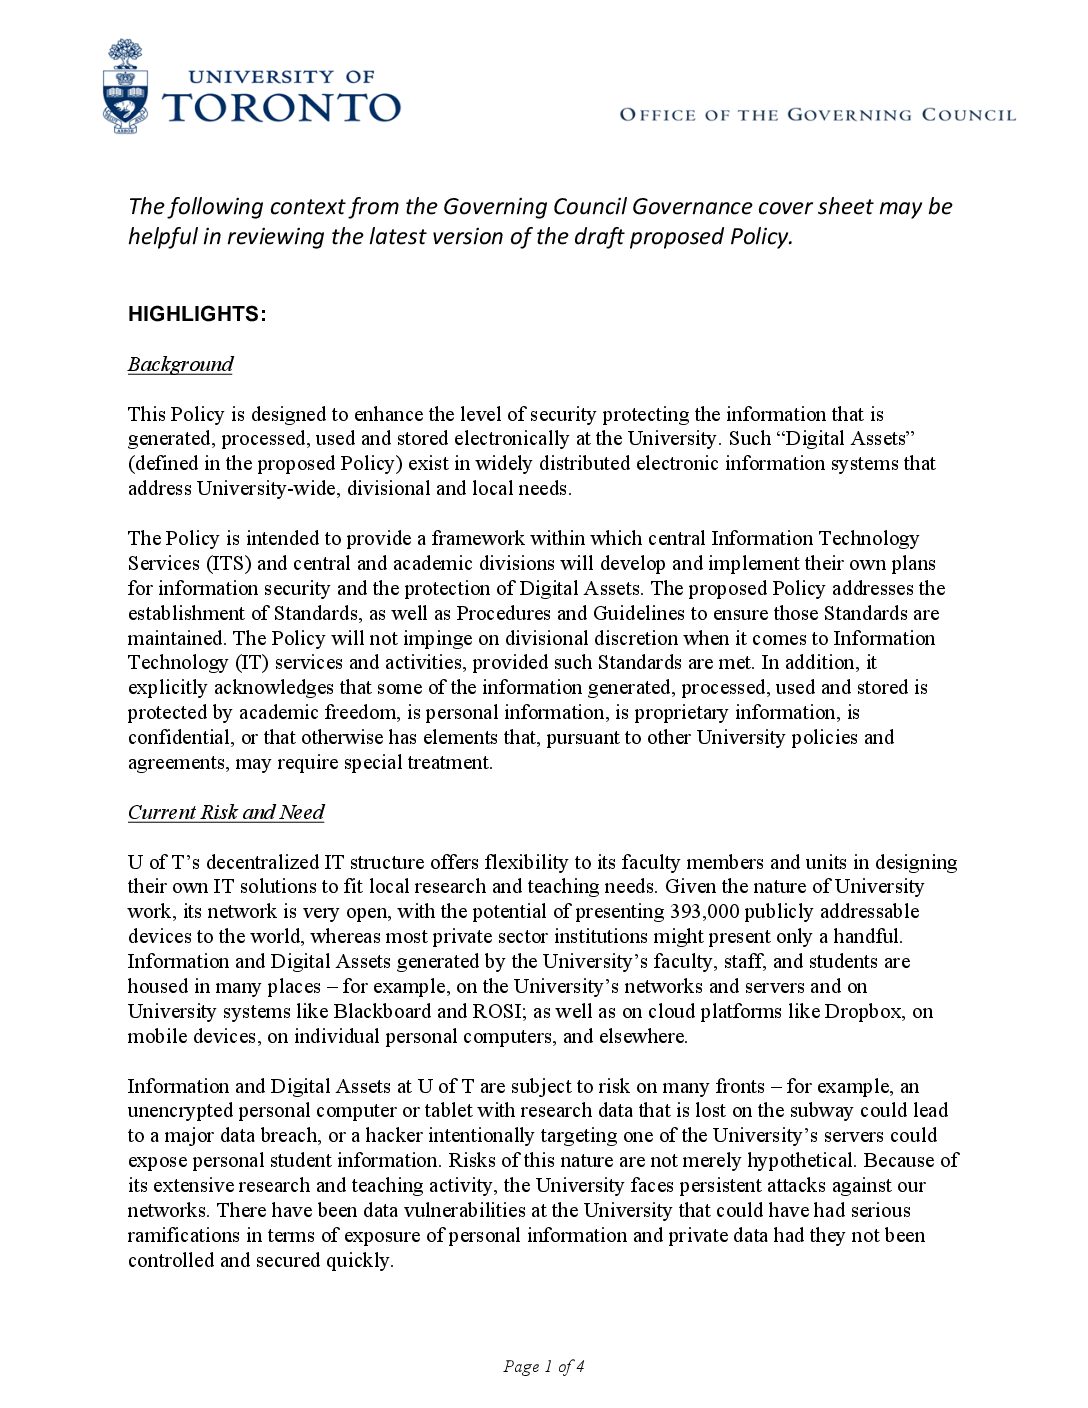 UNIVERSITY OF
TORONTO
OFFICE OF THE GOVERNING COUNCIL
The following context from the Governing Council Governance cover sheet may be
helpful in reviewing the latest version of the draft proposed Policy.
HIGHLIGHTS:
Background
This Policy is designed to enhance the level of security protecting the information that is
generated, processed, used and stored electronically at the University. Such “Digital Assets”
(defined in the proposed Policy) exist in widely distributed electronic information systems that
address University-wide, divisional and local needs.
The Policy is intended to provide a framework within which central Information Technology
Services (ITS) and central and academic divisions will develop and implement their own plans
for information security and the protection of Digital Assets. The proposed Policy addresses the
establishment of Standards, as well as Procedures and Guidelines to ensure those Standards are
maintained. The Policy will not impinge on divisional discretion when it comes to Information
Technology (IT) services and activities, provided such Standards are met. In addition, it
explicitly acknowledges that some of the information generated, processed, used and stored is
protected by academic freedom, is personal information, is proprietary information, is
confidential, or that otherwise has elements that, pursuant to other University policies and
agreements, may require special treatment.
Current Risk and Need
U of T’s decentralized IT structure offers flexibility to its faculty members and units in designing
their own IT solutions to fit local research and teaching needs. Given the nature of University
work, its network is very open, with the potential of presenting 393,000 publicly addressable
devices to the world, whereas most private sector institutions might present only a handful.
Information and Digital Assets generated by the University’s faculty, staff, and students are
housed in many places – for example, on the University’s networks and servers and on
University systems like Blackboard and ROSI; as well as on cloud platforms like Dropbox, on
mobile devices, on individual personal computers, and elsewhere.
Information and Digital Assets at U of T are subject to risk on many fronts – for example, an
unencrypted personal computer or tablet with research data that is lost on the subway could lead
to a major data breach, or a hacker intentionally targeting one of the University’s servers could
expose personal student information. Risks of this nature are not merely hypothetical. Because of
its extensive research and teaching activity, the University faces persistent attacks against our
networks. There have been data vulnerabilities at the University that could have had serious
ramifications in terms of exposure of personal information and private data had they not been
controlled and secured quickly.
Page 1 of 4